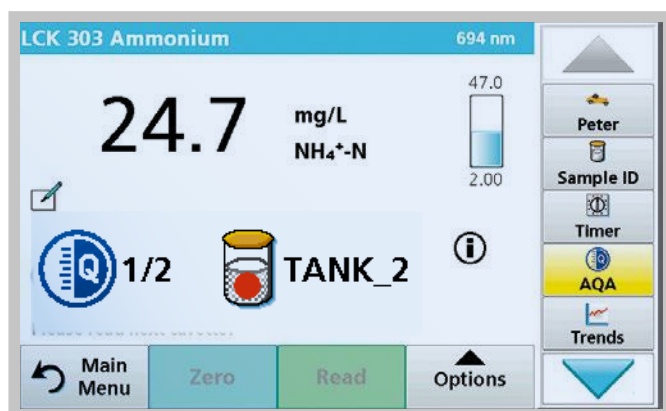 LCK 303 Ammonium 694 nm
47.0
24.7 mg/L
NH₄⁺-N
2.00
1/2 TANK_2
Peter
Sample ID
Timer
AQA
Trends
Main Menu
Zero
Read
Options